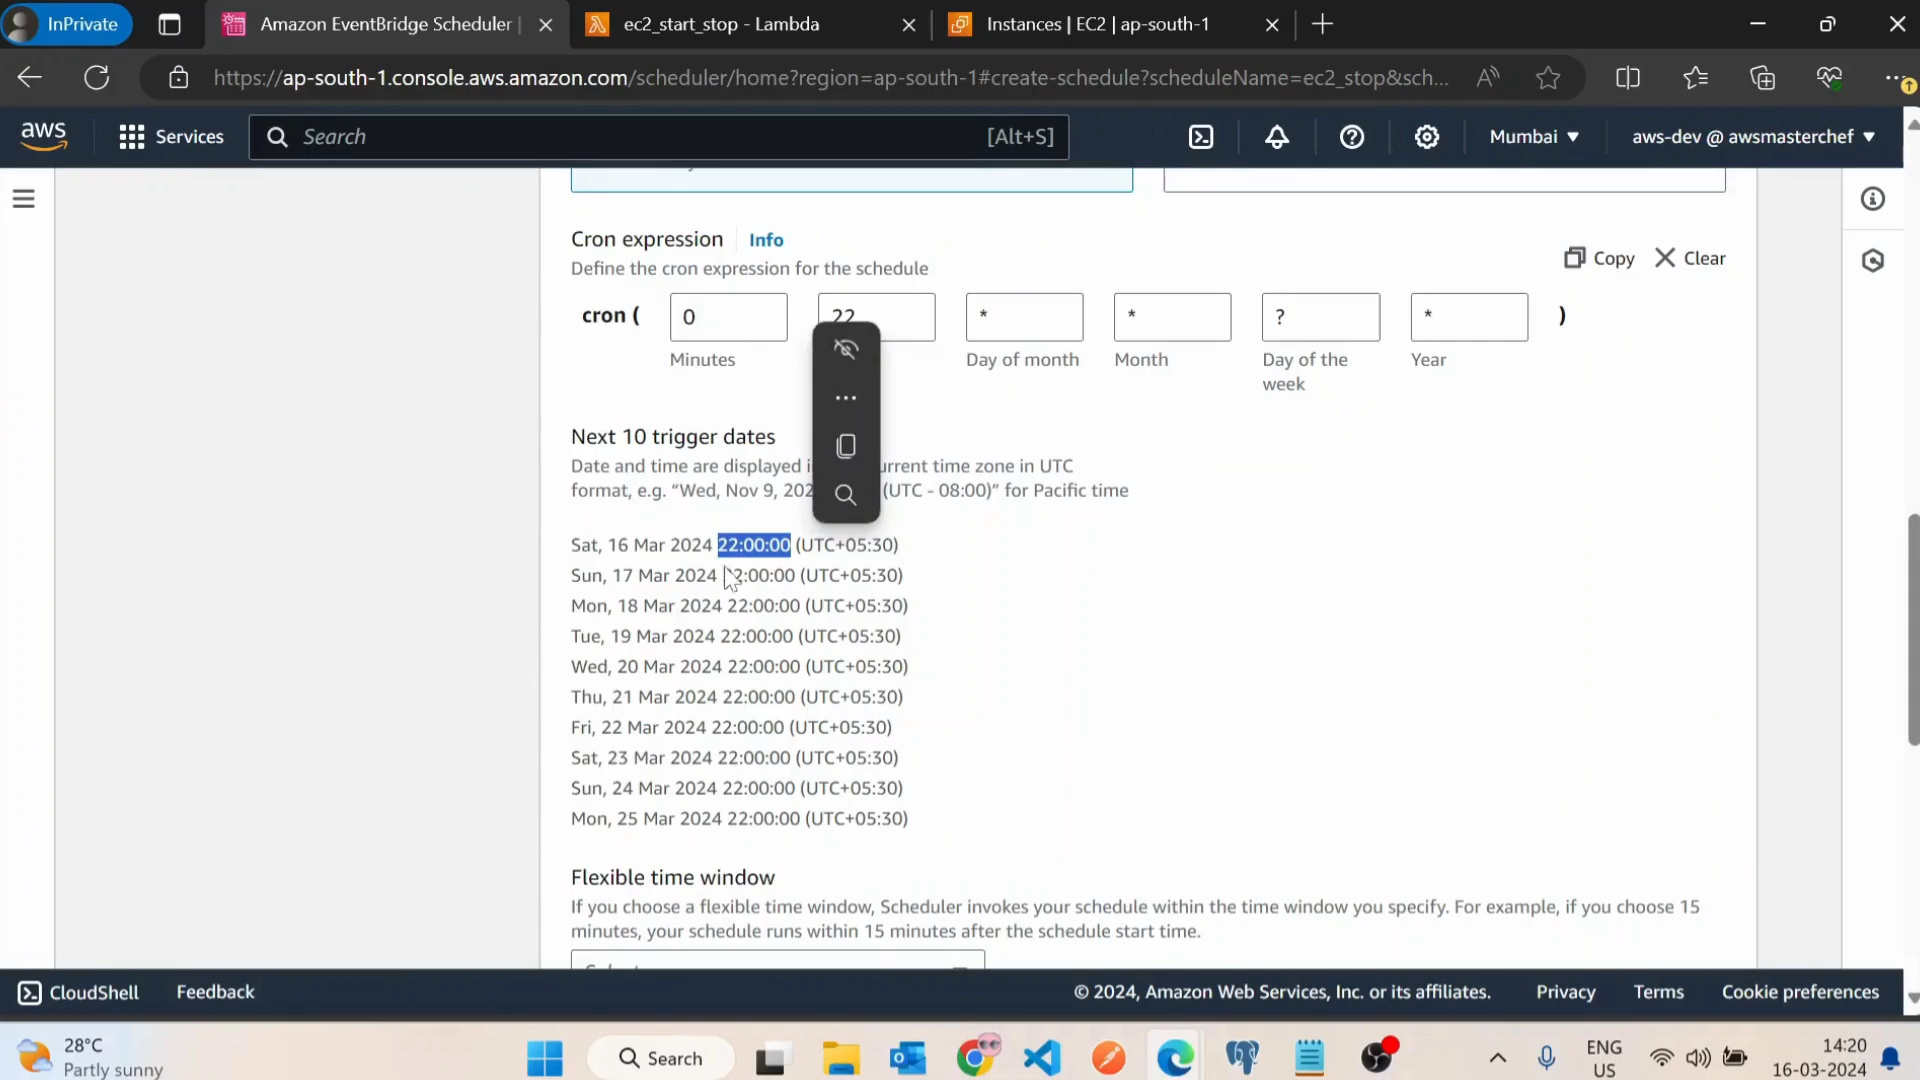 InPrivate
Amazon EventBridge Scheduler |
ec2_start_stop - Lambda
Instances | EC2 | ap-south-1
https://ap-south-1.console.aws.amazon.com/scheduler/home?region=ap-south-1#create-schedule?scheduleName=ec2_stop&sch...
aws
Services
Search
[Alt+S]
Mumbai
aws-dev @ awsmasterchef
Cron expression
Info
Define the cron expression for the schedule
Copy
Clear
cron (
0
22
*
*
?
*
)
Minutes
Day of month
Month
Day of the
week
Year
Next 10 trigger dates
Date and time are displayed urrent time zone in UTC
format, e.g. “Wed, Nov 9, (UTC - 08:00)” for Pacific time
Sat, 16 Mar 2024 22:00:00 (UTC+05:30)
Sun, 17 Mar 2024 22:00:00 (UTC+05:30)
Mon, 18 Mar 2024 22:00:00 (UTC+05:30)
Tue, 19 Mar 2024 22:00:00 (UTC+05:30)
Wed, 20 Mar 2024 22:00:00 (UTC+05:30)
Thu, 21 Mar 2024 22:00:00 (UTC+05:30)
Fri, 22 Mar 2024 22:00:00 (UTC+05:30)
Sat, 23 Mar 2024 22:00:00 (UTC+05:30)
Sun, 24 Mar 2024 22:00:00 (UTC+05:30)
Mon, 25 Mar 2024 22:00:00 (UTC+05:30)
Flexible time window
If you choose a flexible time window, Scheduler invokes your schedule within the time window you specify. For example, if you choose 15
minutes, your schedule runs within 15 minutes after the schedule start time.
CloudShell
Feedback
© 2024, Amazon Web Services, Inc. or its affiliates.
Privacy
Terms
Cookie preferences
28°C
Partly sunny
Search
ENG
US
14:20
16-03-2024